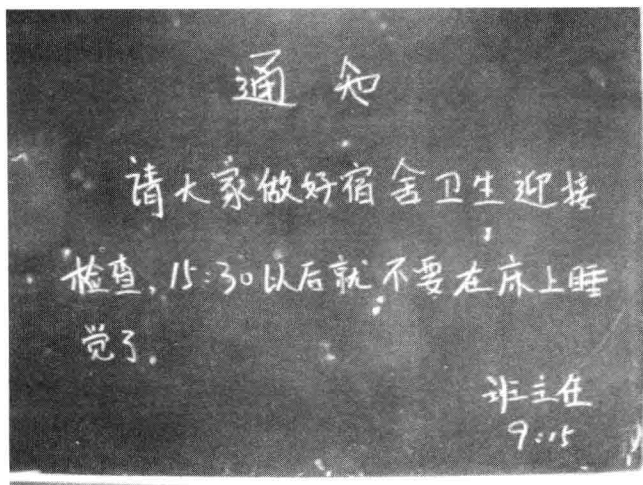 通知
请大家做好宿舍卫生迎接
检查，15:30以后就不要在床上睡
觉了。
班主任
9:15